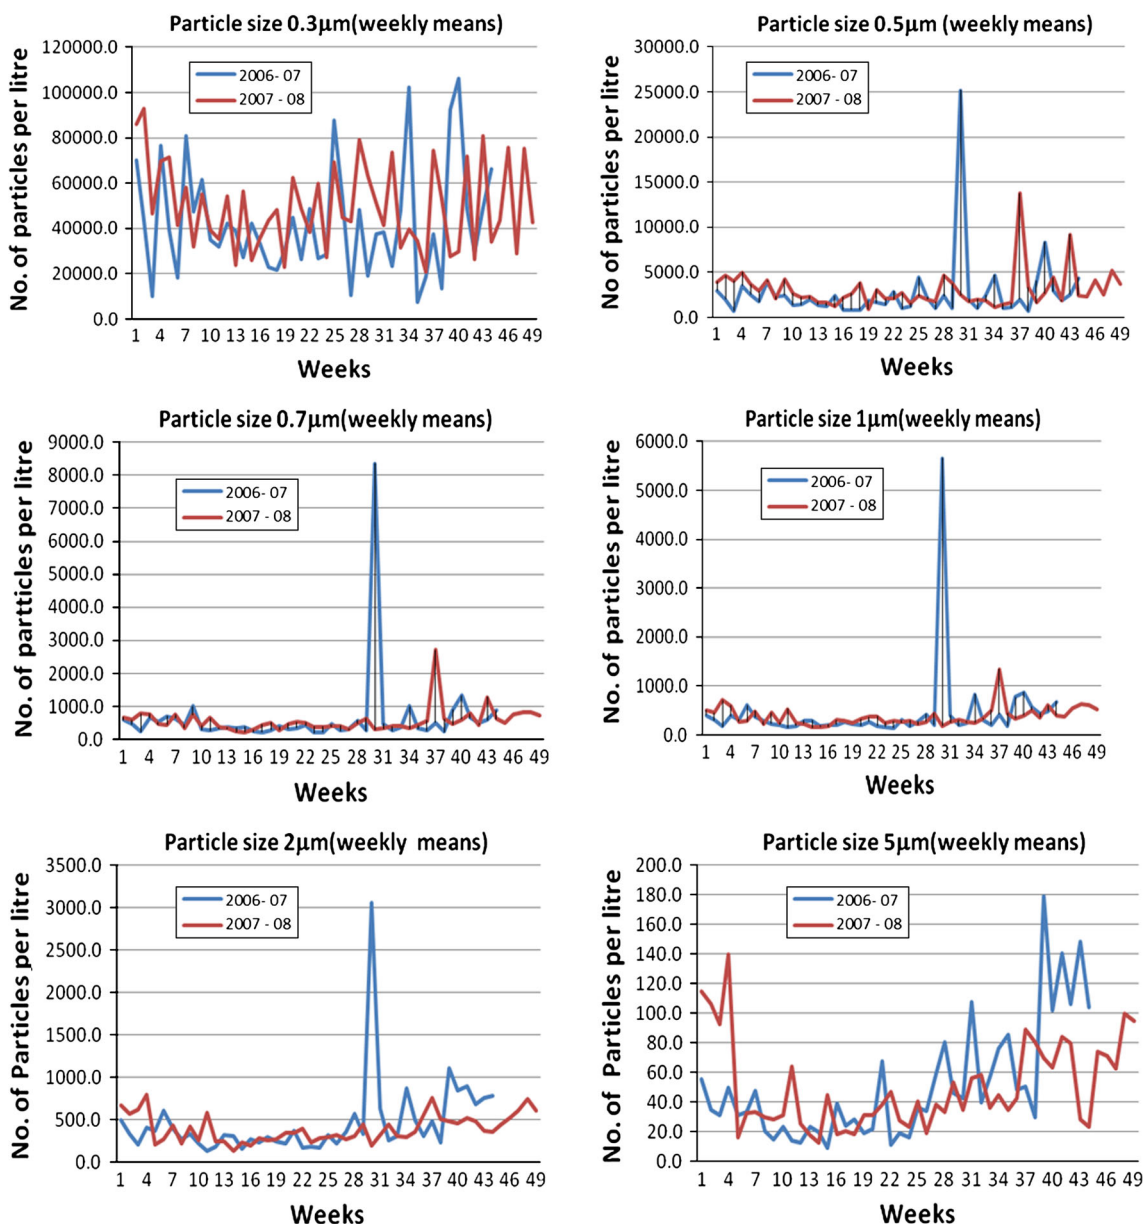 Particle size 0.3μm(weekly means)
No. of particles per litre
120000.0
100000.0
80000.0
60000.0
40000.0
20000.0
0.0
2006- 07
2007 - 08
1 4 7 10 13 16 19 22 25 28 31 34 37 40 43 46 49
Weeks
Particle size 0.5μm (weekly means)
No of particles per litre
30000.0
25000.0
20000.0
15000.0
10000.0
5000.0
0.0
2006- 07
2007 - 08
1 4 7 10 13 16 19 22 25 28 31 34 37 40 43 46 49
Weeks
Particle size 0.7μm(weekly means)
No. of partticles per litre
9000.0
8000.0
7000.0
6000.0
5000.0
4000.0
3000.0
2000.0
1000.0
0.0
2006- 07
2007 - 08
1 4 7 10 13 16 19 22 25 28 31 34 37 40 43 46 49
Weeks
Particle size 1μm(weekly means)
No. of particles per litre
6000.0
5000.0
4000.0
3000.0
2000.0
1000.0
0.0
2006- 07
2007 - 08
1 4 7 10 13 16 19 22 25 28 31 34 37 40 43 46 49
Weeks
Particle size 2μm(weekly means)
No. of Particles per litre
3500.0
3000.0
2500.0
2000.0
1500.0
1000.0
500.0
0.0
2006- 07
2007 - 08
1 4 7 10 13 16 19 22 25 28 31 34 37 40 43 46 49
Weeks
Particle size 5μm(weekly means)
No. of Particles per litre
200.0
180.0
160.0
140.0
120.0
100.0
80.0
60.0
40.0
20.0
0.0
2006- 07
2007 - 08
1 4 7 10 13 16 19 22 25 28 31 34 37 40 43 46 49
Weeks